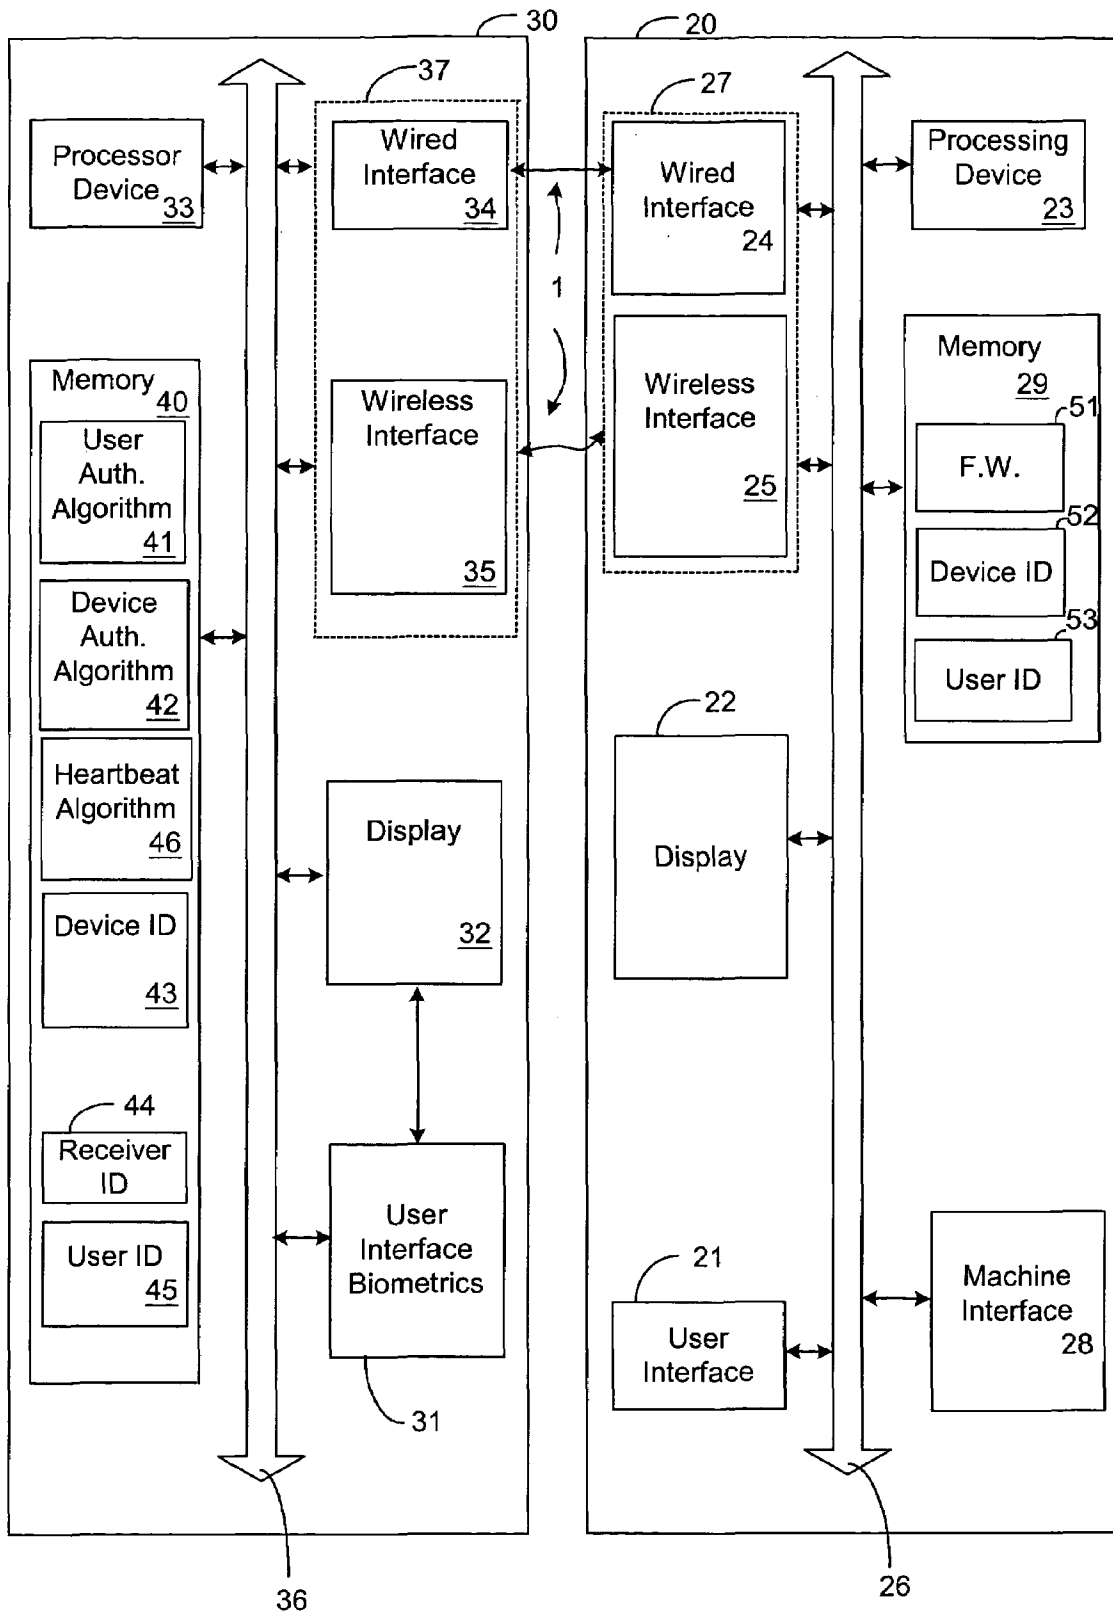 30
37
Processor
Device
33
Wired
Interface
34
Memory
40
User
Auth.
Algorithm
41
Device
Auth.
Algorithm
42
Heartbeat
Algorithm
46
Device ID
43
44
Receiver
ID
User ID
45
Wireless
Interface
35
Display
32
User
Interface
Biometrics
31
36
1
20
27
Wired
Interface
24
Wireless
Interface
25
22
Display
21
User
Interface
Processing
Device
23
Memory
29
51
F.W.
52
Device ID
53
User ID
Machine
Interface
28
26